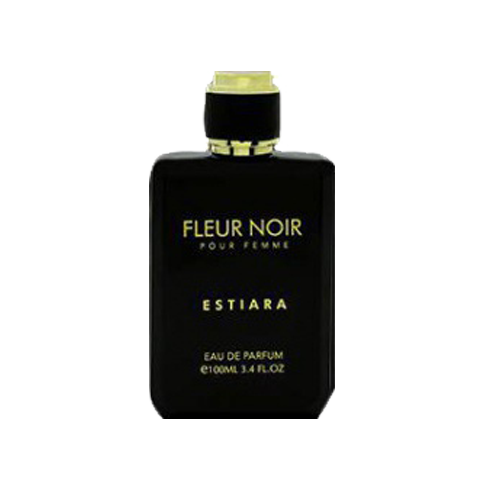 FLEUR NOIR
POUR FEMME
ESTIARA
EAU DE PARFUM
℮100ML 3.4 FL.OZ